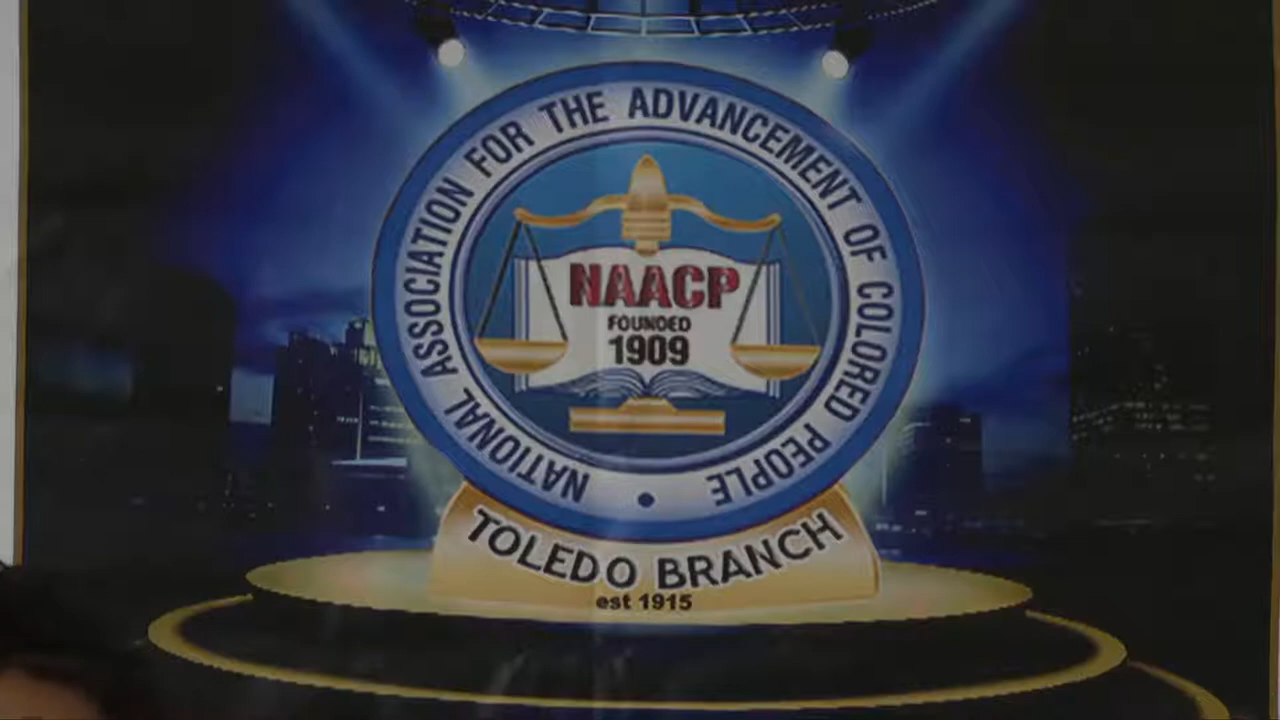 NATIONAL ASSOCIATION FOR THE ADVANCEMENT OF COLORED PEOPLE
NAACP
FOUNDED
1909
TOLEDO BRANCH
est 1915